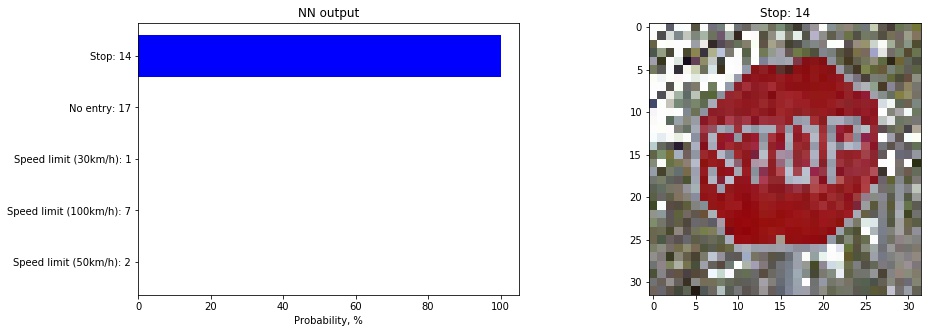 NN output
Stop: 14
No entry: 17
Speed limit (30km/h): 1
Speed limit (100km/h): 7
Speed limit (50km/h): 2
0 20 40 60 80 100
Probability, %
Stop: 14
0
5
10
15
20
25
30
0 5 10 15 20 25 30
STOP